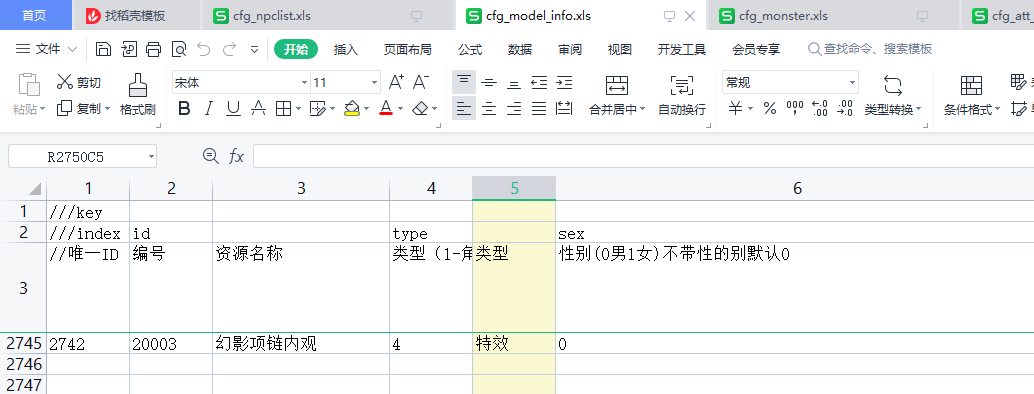 首页 找稻壳模板 cfg_npclist.xls cfg_model_info.xls cfg_monster.xls cfg_att_
文件 开始 插入 页面布局 公式 数据 审阅 视图 开发工具 会员专享 查找命令、搜索模板
粘贴 剪切 复制 格式刷 宋体 11 A+ A- B I U A 合并居中 自动换行 常规 ¥ % 类型转换 条件格式
R2750C5 fx
1 2 3 4 5 6
1 ///key
2 ///index id type sex
3 //唯一ID 编号 资源名称 类型（1-角 类型 性别(0男1女)不带性的别默认0
2745 2742 20003 幻影项链内观 4 特效 0
2746
2747